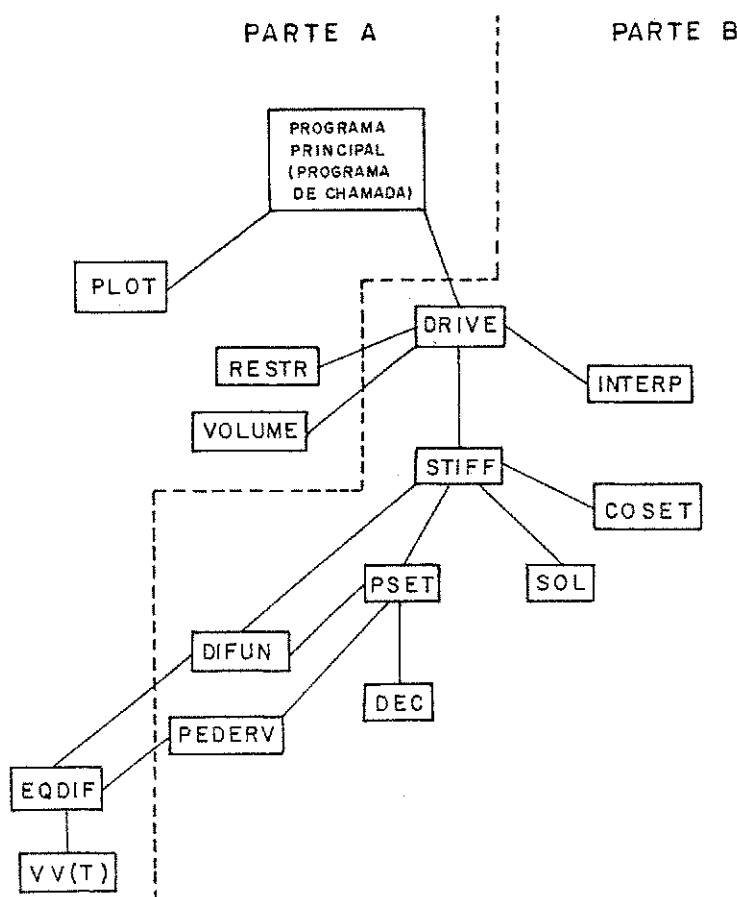 PARTE A
PARTE B
PROGRAMA
PRINCIPAL
(PROGRAMA
DE CHAMADA)
PLOT
DRIVE
RESTR
INTERP
VOLUME
STIFF
COSET
PSET
SOL
DIFUN
DEC
PEDERV
EQDIF
VV(T)